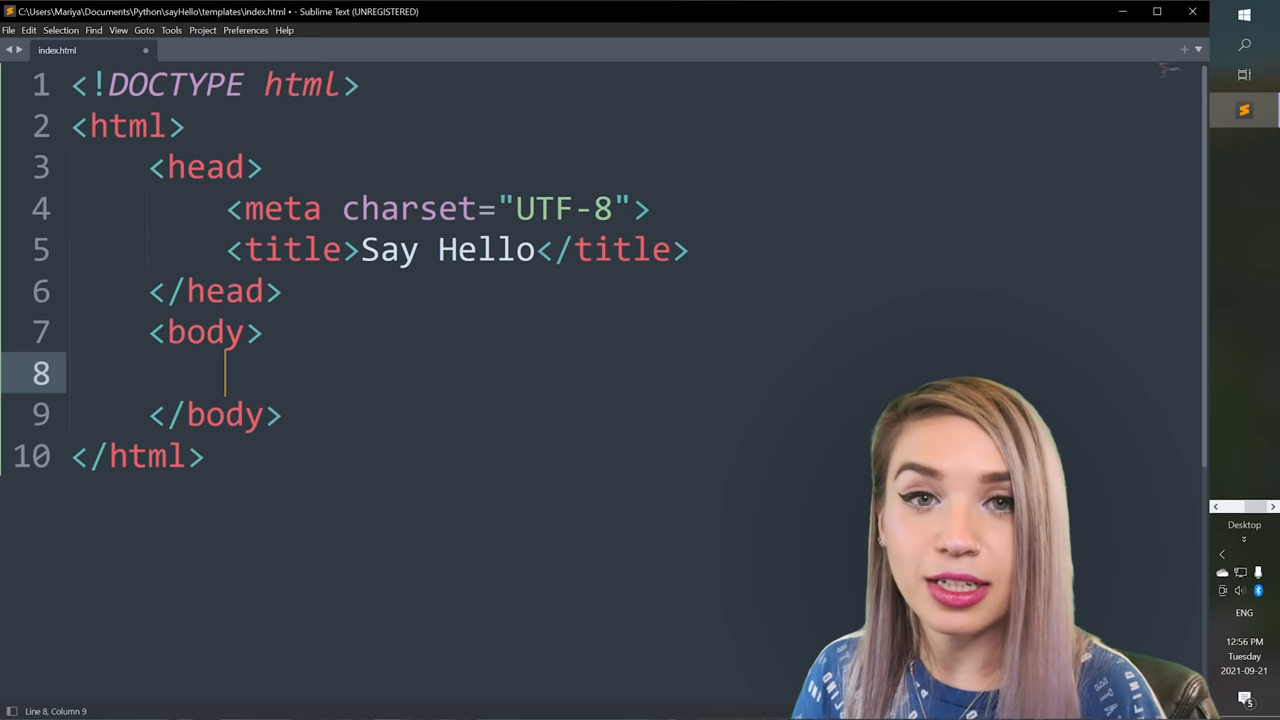 C:\Users\Mariya\Documents\Python\sayHello\templates\index.html • - Sublime Text (UNREGISTERED)
File Edit Selection Find View Goto Tools Project Preferences Help
index.html
1 <!DOCTYPE html>
2 <html>
3 <head>
4 <meta charset="UTF-8">
5 <title>Say Hello</title>
6 </head>
7 <body>
8
9 </body>
10 </html>
Desktop
ENG
12:56 PM
Tuesday
2021-09-21
5
Line 8, Column 9